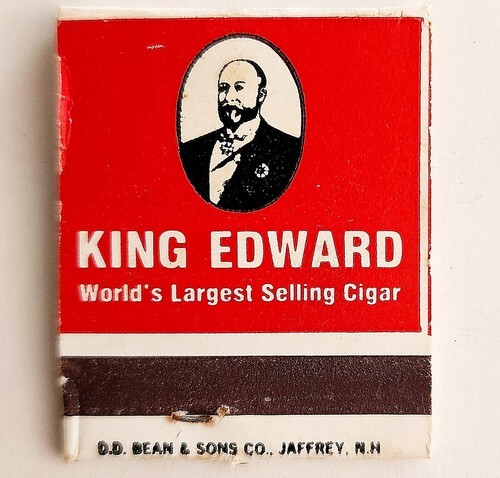 KING EDWARD
World's Largest Selling Cigar
D.D. BEAN & SONS CO., JAFFREY, N.H